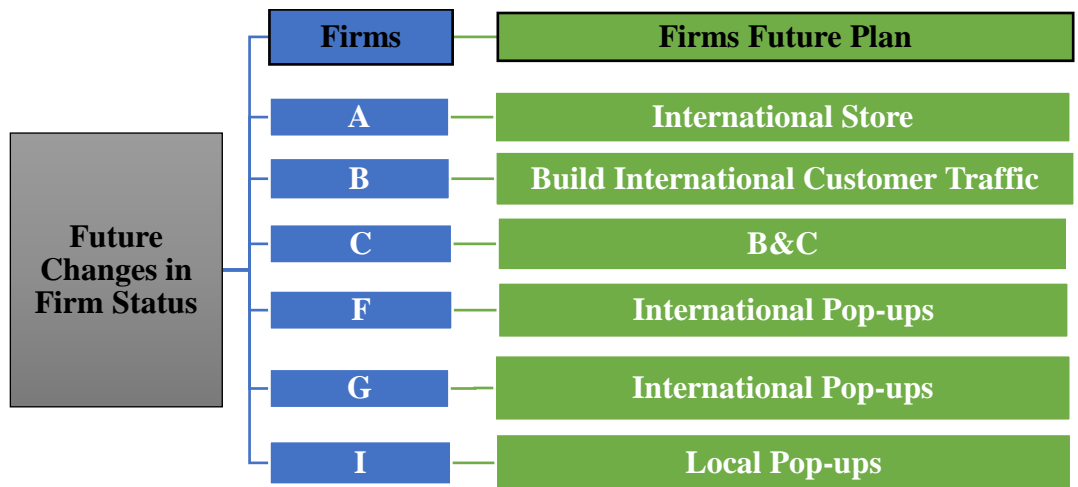 Firms
Firms Future Plan
A
International Store
B
Build International Customer Traffic
Future
Changes in
Firm Status
C
B&C
F
International Pop-ups
G
International Pop-ups
I
Local Pop-ups